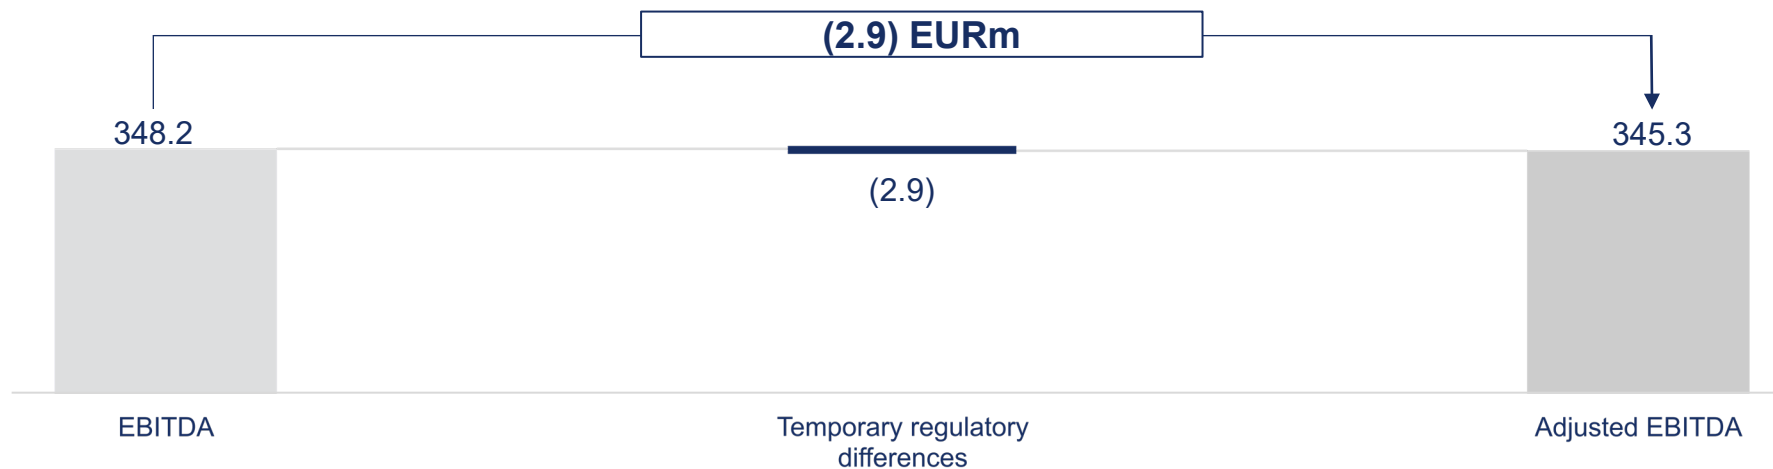 (2.9) EURm
348.2
345.3
(2.9)
EBITDA
Temporary regulatory
differences
Adjusted EBITDA